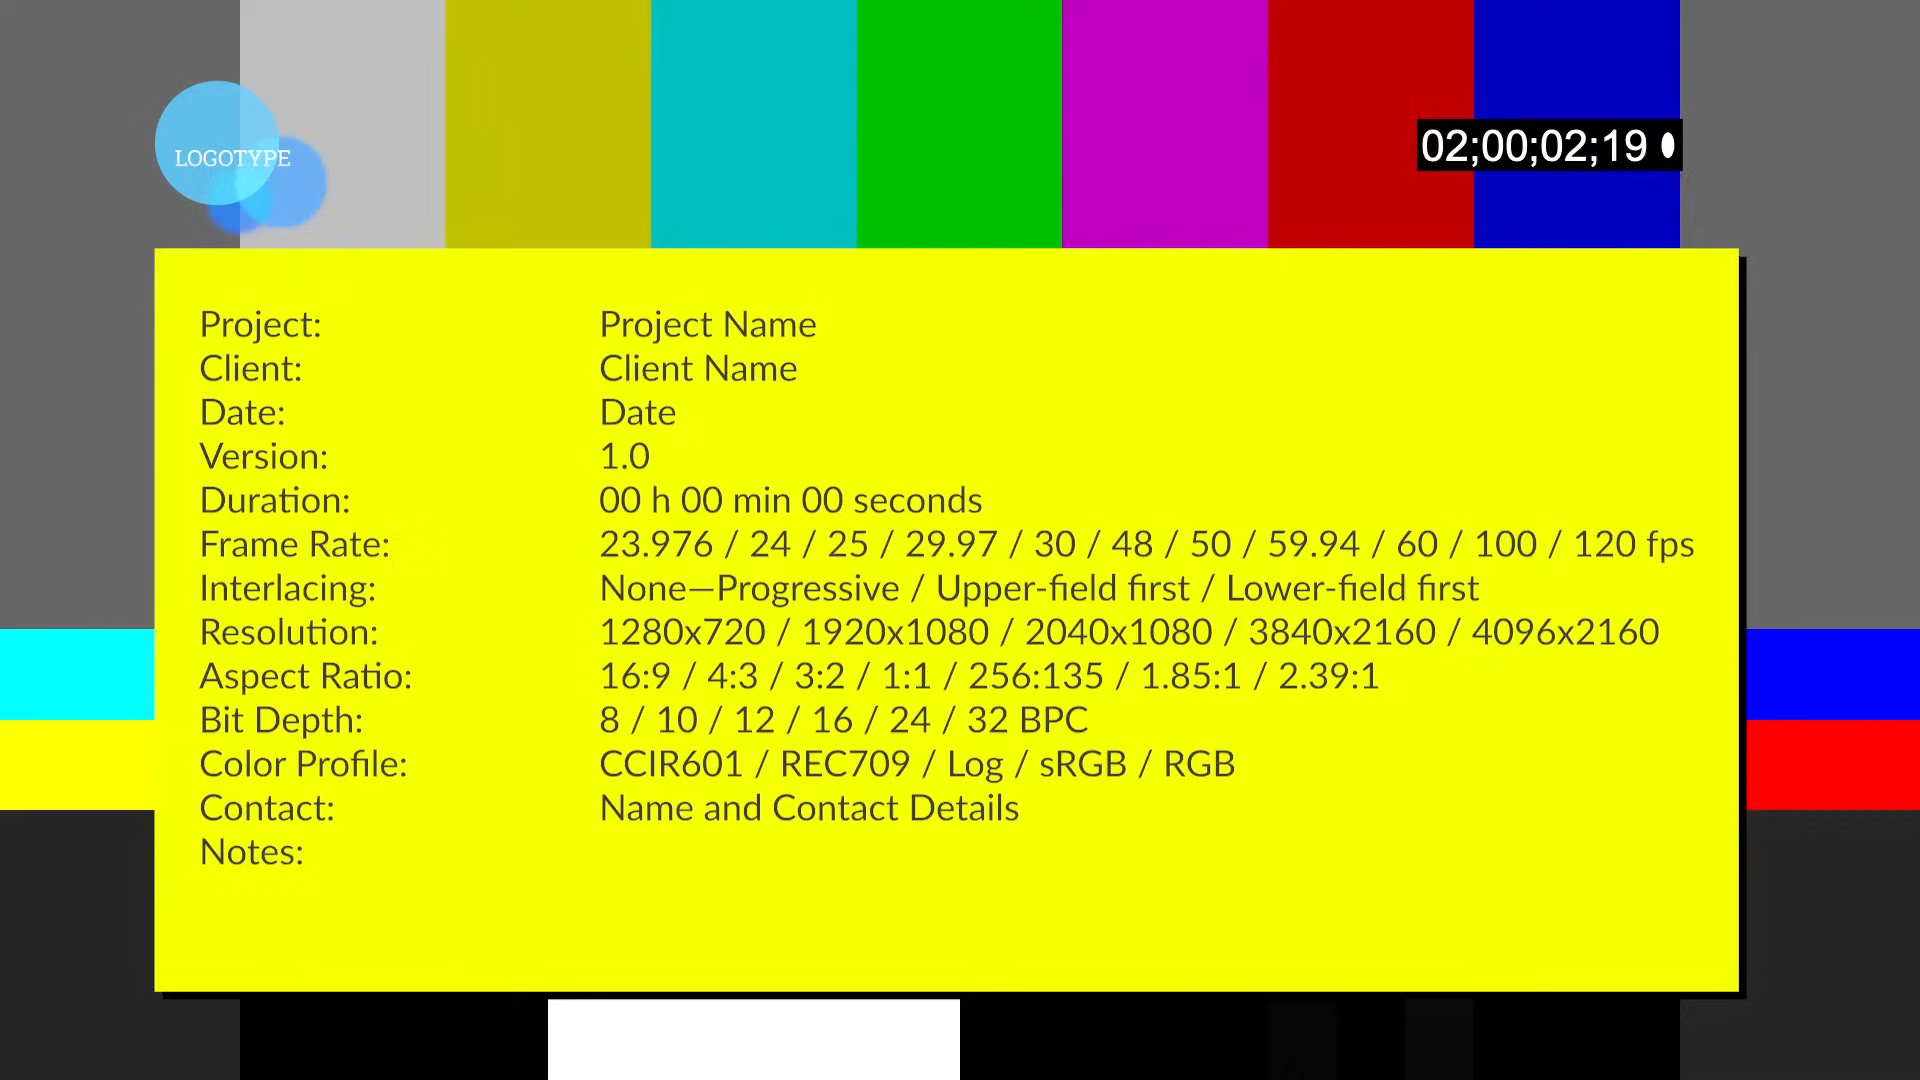 LOGOTYPE
02;00;02;19
Project: Project Name
Client: Client Name
Date: Date
Version: 1.0
Duration: 00 h 00 min 00 seconds
Frame Rate: 23.976 / 24 / 25 / 29.97 / 30 / 48 / 50 / 59.94 / 60 / 100 / 120 fps
Interlacing: None—Progressive / Upper-field first / Lower-field first
Resolution: 1280x720 / 1920x1080 / 2040x1080 / 3840x2160 / 4096x2160
Aspect Ratio: 16:9 / 4:3 / 3:2 / 1:1 / 256:135 / 1.85:1 / 2.39:1
Bit Depth: 8 / 10 / 12 / 16 / 24 / 32 BPC
Color Profile: CCIR601 / REC709 / Log / sRGB / RGB
Contact: Name and Contact Details
Notes: